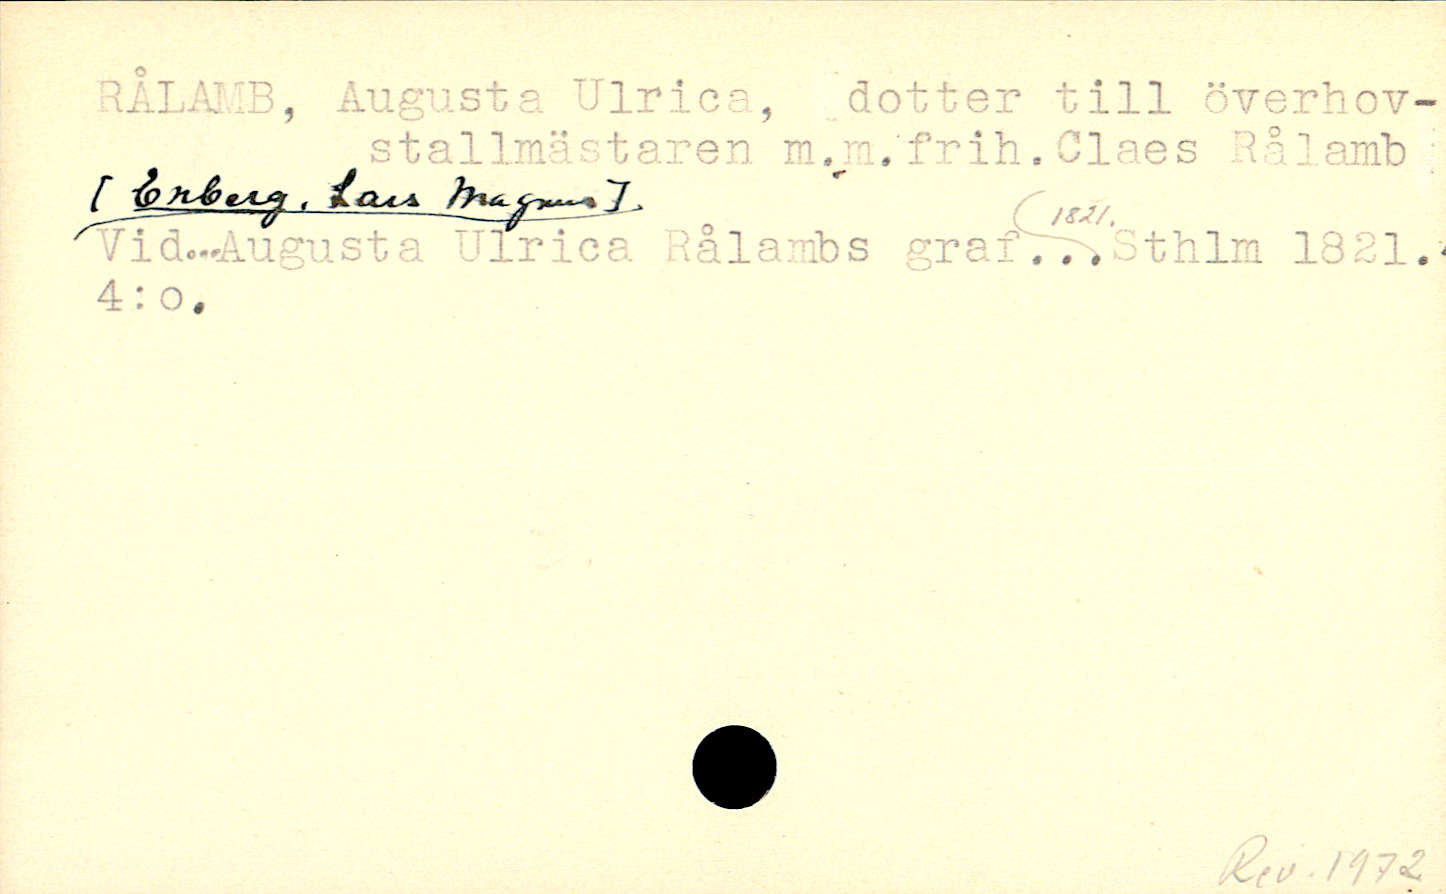 RÅLAMB, Augusta Ulrica, dotter till överhov-
stallmästaren m.m.frih.Claes Rålamb
[Enberg, Lars Magnus].
1821.
Vid...Augusta Ulrica Rålambs graf...Sthlm 1821.
4:o.
Rev. 1972